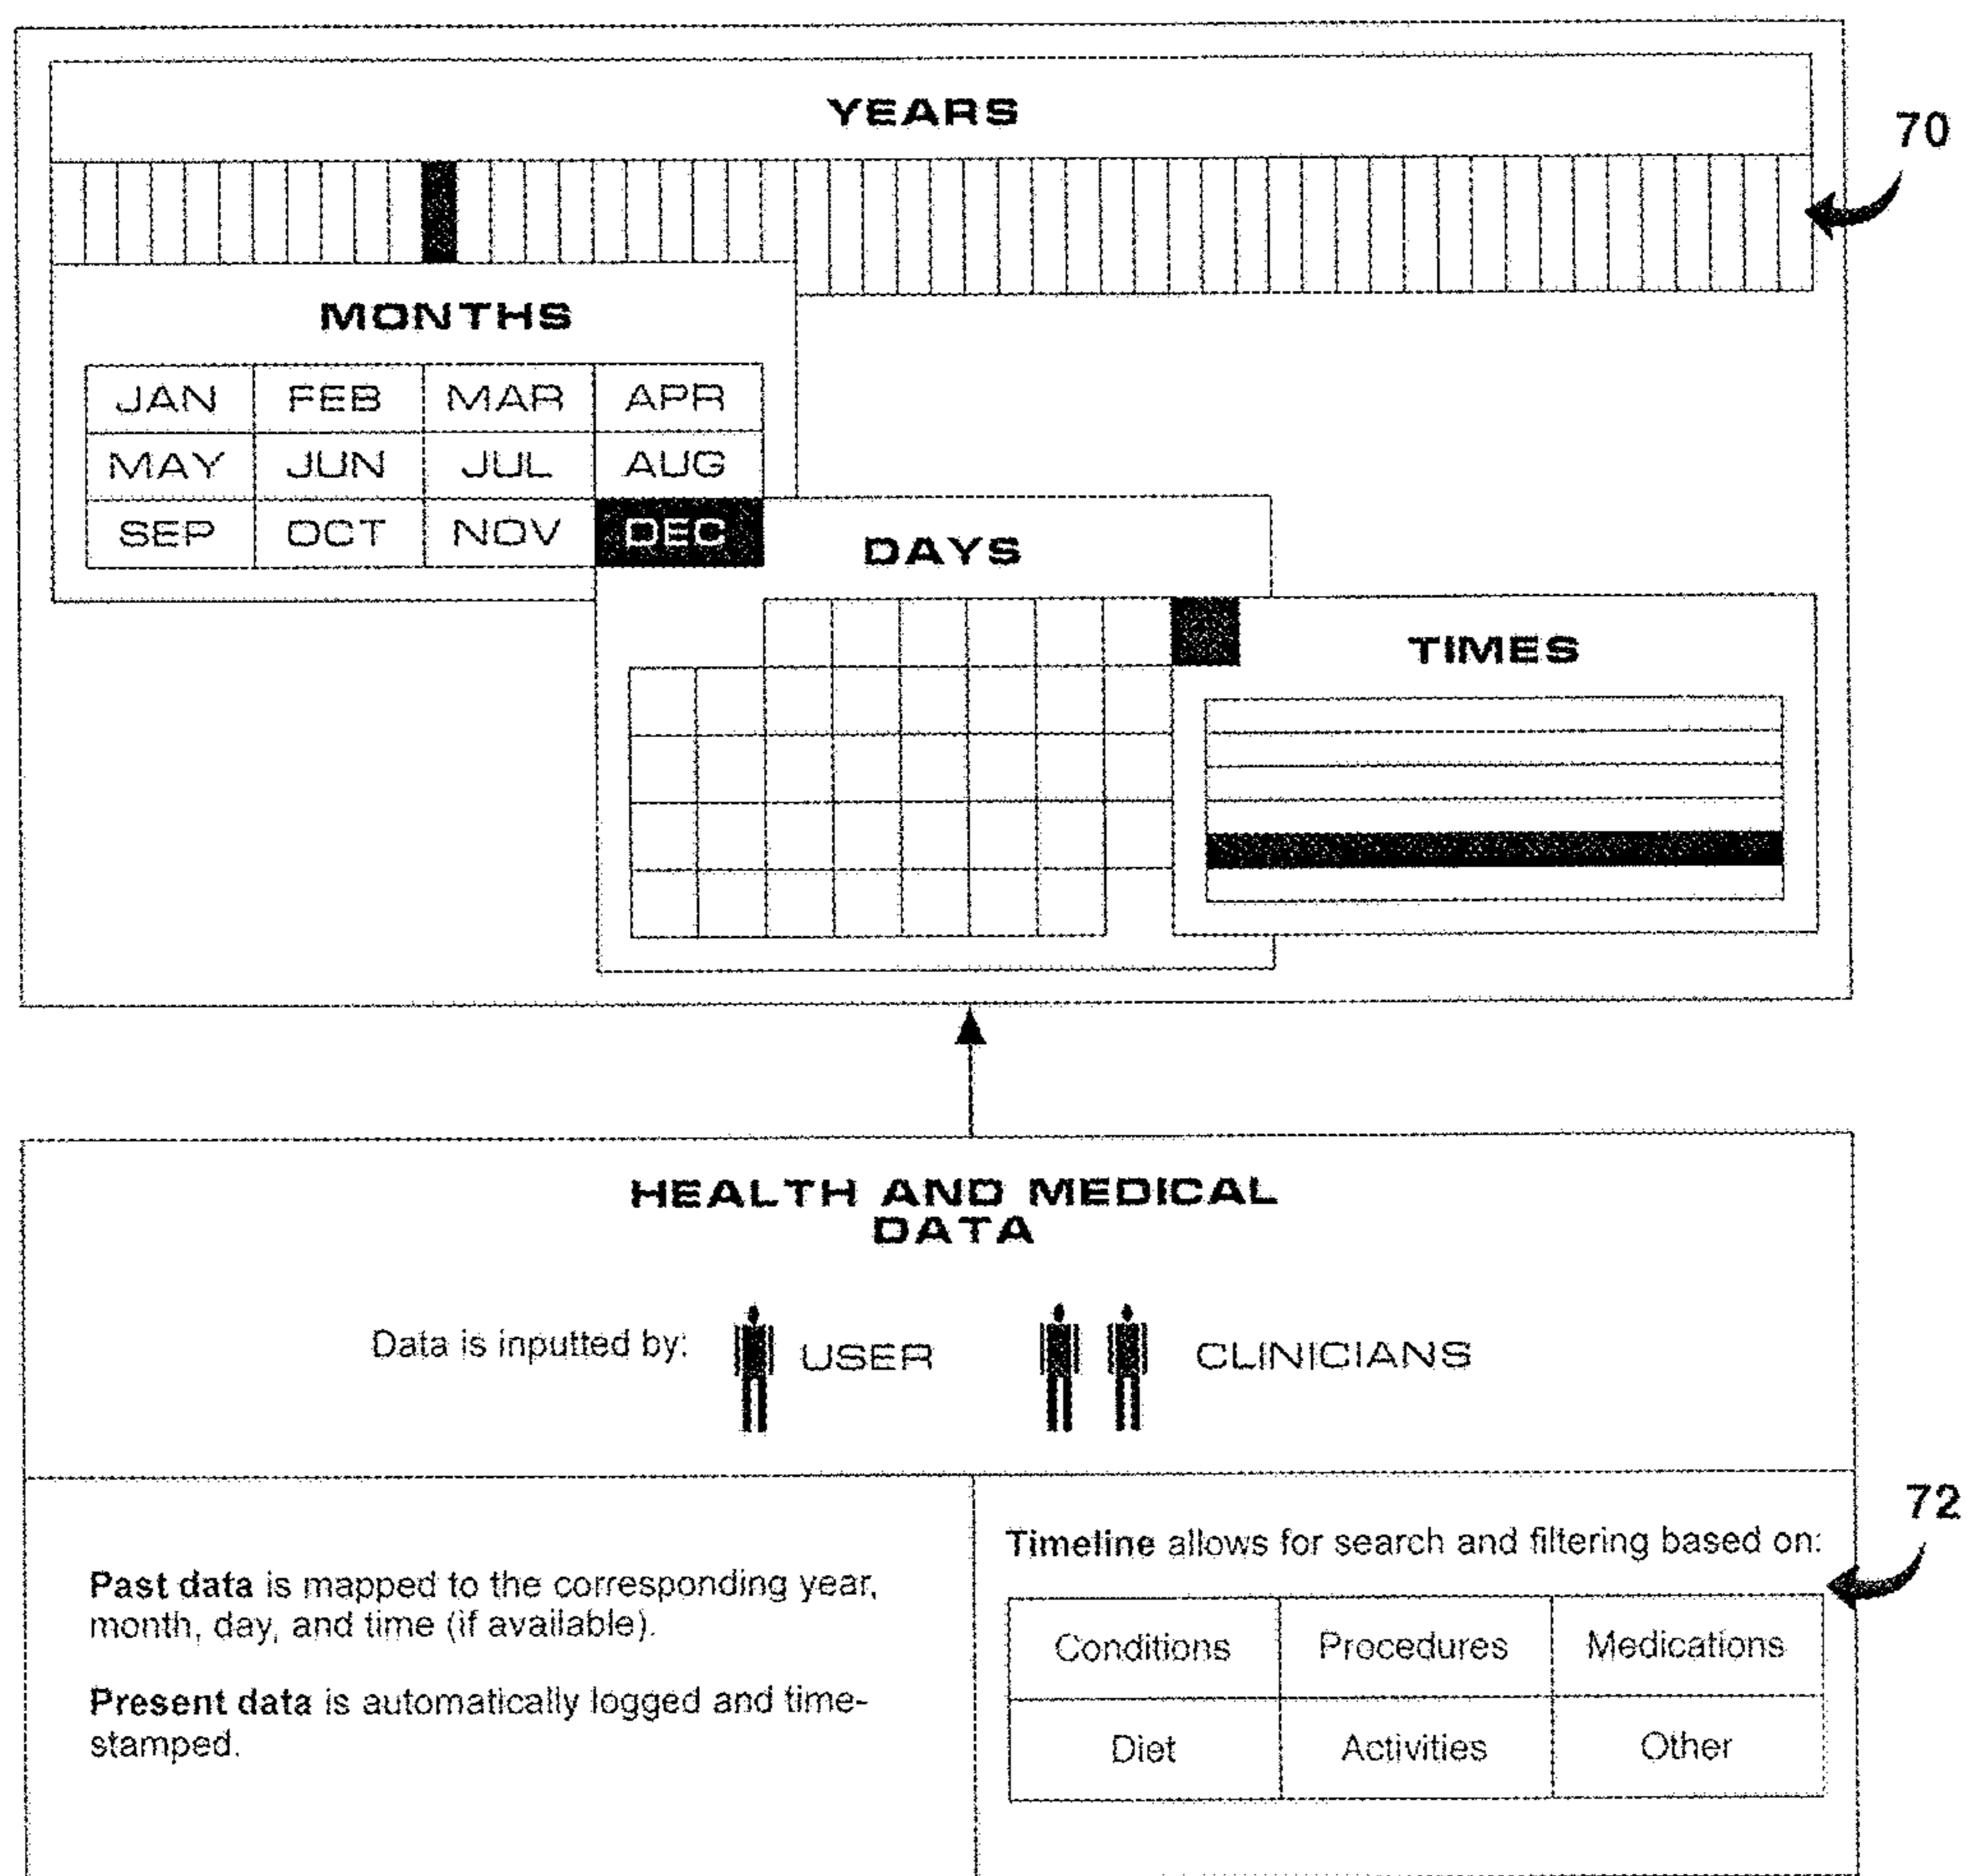 YEARS
70
MONTHS
JAN FEB MAR APR
MAY JUN JUL AUG
SEP OCT NOV DEC
DAYS
TIMES
HEALTH AND MEDICAL
DATA
Data is inputted by: USER CLINICIANS
72
Past data is mapped to the corresponding year,
month, day, and time (if available).
Present data is automatically logged and time-
stamped.
Timeline allows for search and filtering based on:
Conditions Procedures Medications
Diet Activities Other